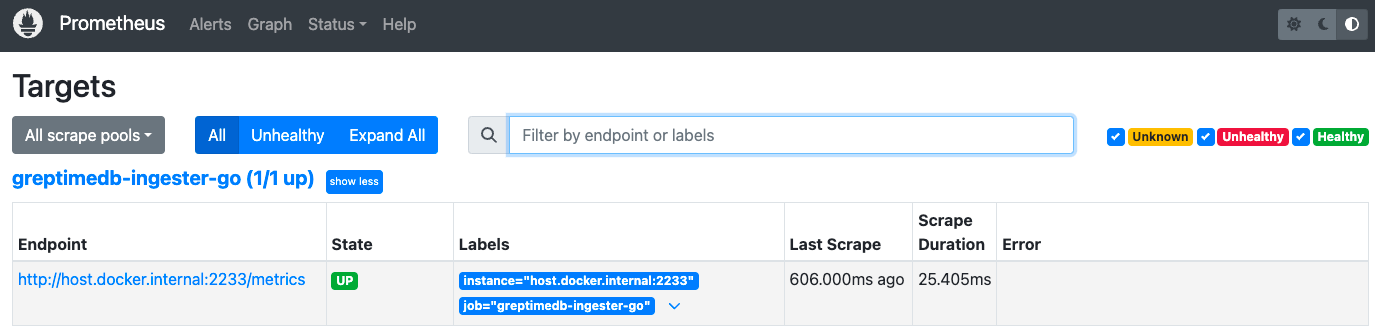 Prometheus Alerts Graph Status Help
Targets
All scrape pools All Unhealthy Expand All Filter by endpoint or labels Unknown Unhealthy Healthy
greptimedb-ingester-go (1/1 up) show less
Endpoint State Labels Last Scrape Scrape Duration Error
http://host.docker.internal:2233/metrics UP instance="host.docker.internal:2233" 606.000ms ago 25.405ms
job="greptimedb-ingester-go"